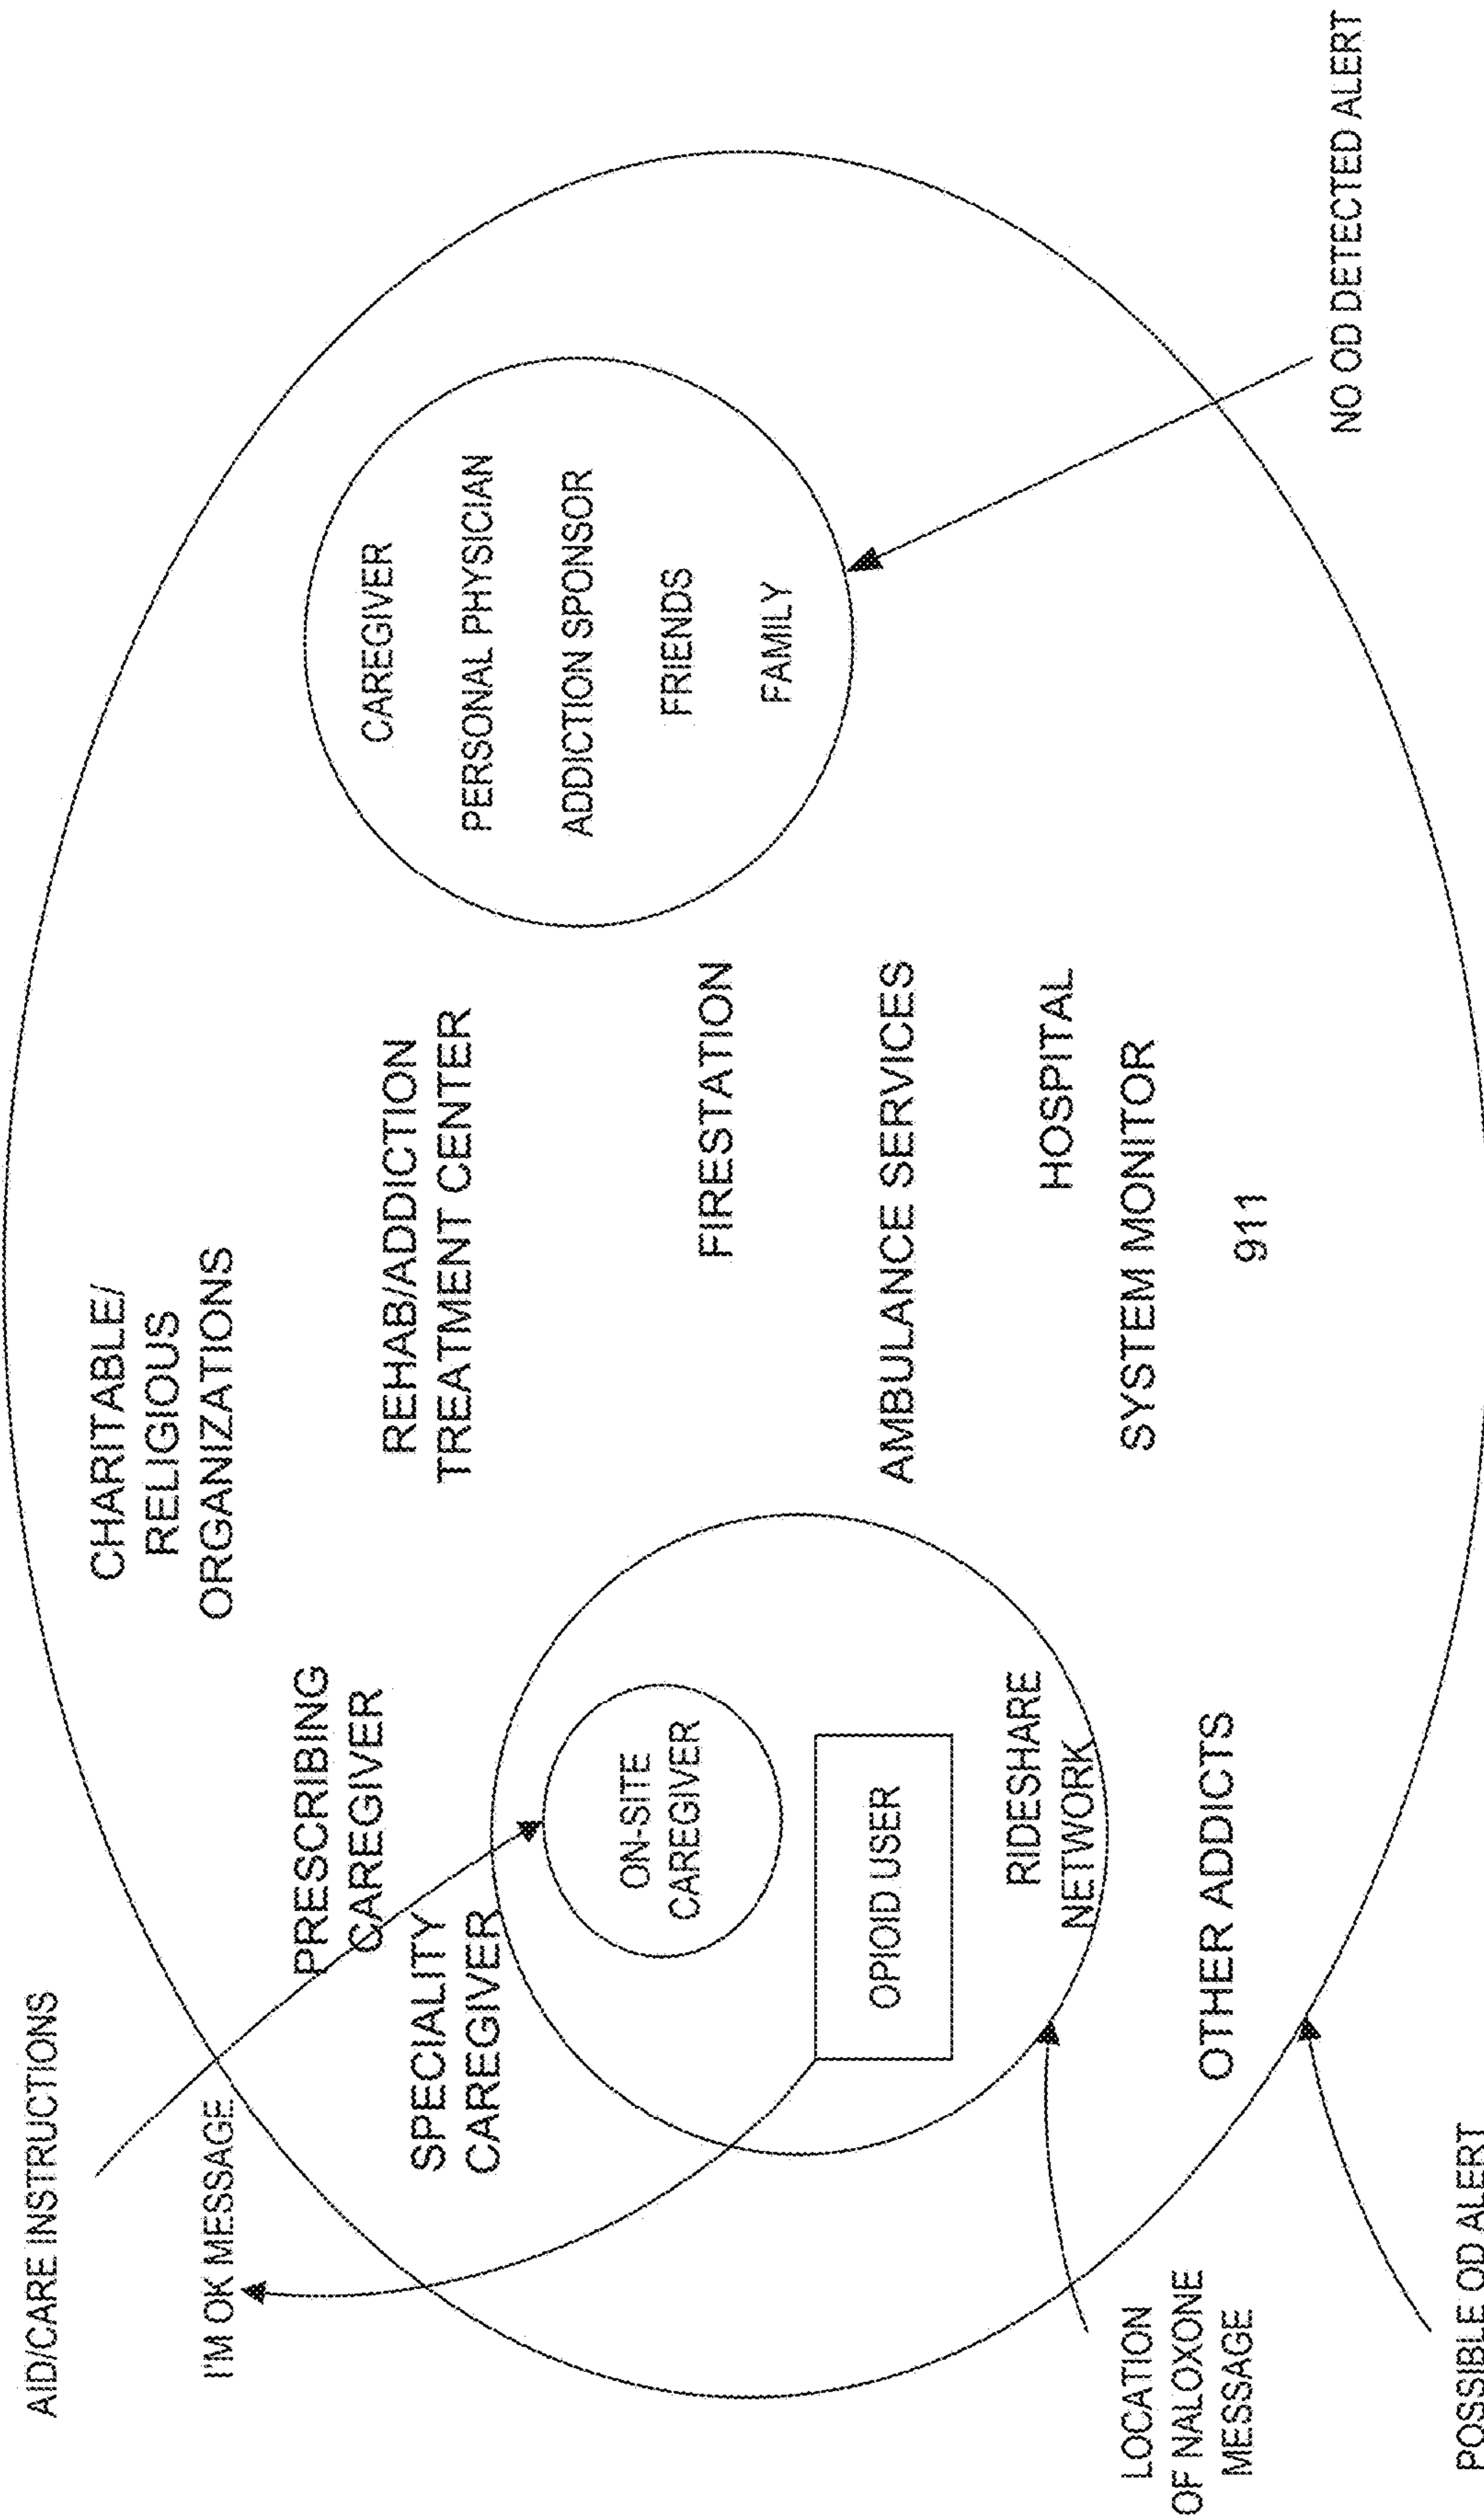 AID/CARE INSTRUCTIONS
I'M OK MESSAGE
CHARITABLE/
RELIGIOUS
ORGANIZATIONS
PRESCRIBING
CAREGIVER
SPECIALITY
CAREGIVER
REHAB/ADDICTION
TREATMENT CENTER
CAREGIVER
PERSONAL PHYSICIAN
ADDICTION SPONSOR
FRIENDS
FAMILY
ON-SITE
CAREGIVER
OPIOID USER
RIDESHARE
NETWORK
FIRESTATION
AMBULANCE SERVICES
HOSPITAL
SYSTEM MONITOR
911
OTHER ADDICTS
LOCATION
OF NALOXONE
MESSAGE
POSSIBLE OD ALERT
NO OD DETECTED ALERT